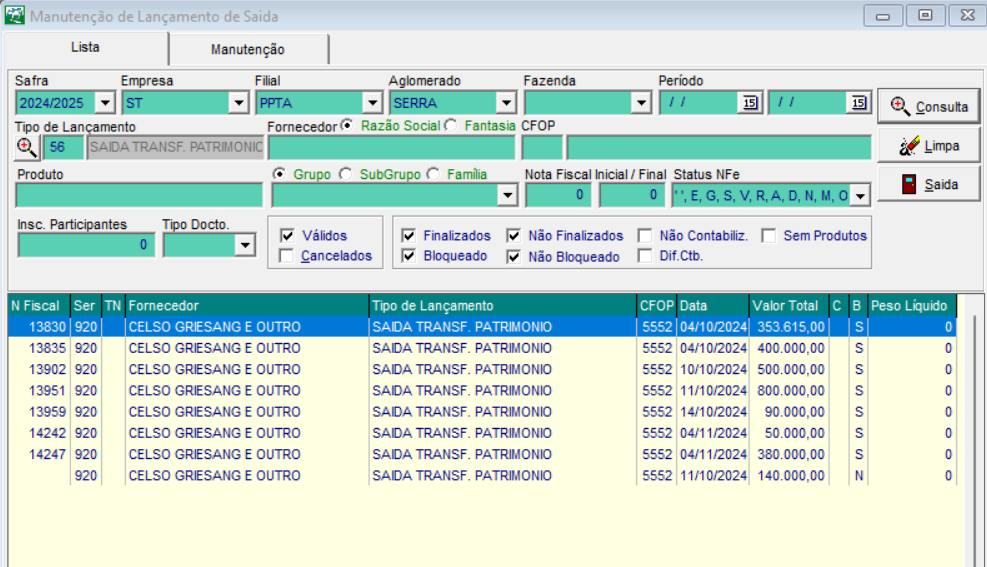 Manutenção de Lançamento de Saida
Lista Manutenção
Safra Empresa Filial Aglomerado Fazenda Período
2024/2025 ST PPTA SERRA / / 15 / / 15 Consulta
Tipo de Lançamento Fornecedor Razão Social Fantasia CFOP
56 SAIDA TRANSF. PATRIMONIO Limpa
Produto Grupo SubGrupo Família Nota Fiscal Inicial / Final Status NFe
0 0 ' ', E, G, S, V, R, A, D, N, M, O Saida
Insc. Participantes Tipo Docto.
0 Válidos Finalizados Não Finalizados Não Contabiliz. Sem Produtos
Cancelados Bloqueado Não Bloqueado Dif.Ctb.
N Fiscal Ser TN Fornecedor Tipo de Lançamento CFOP Data Valor Total C B Peso Líquido
13830 920 CELSO GRIESANG E OUTRO SAIDA TRANSF. PATRIMONIO 5552 04/10/2024 353.615,00 S 0
13835 920 CELSO GRIESANG E OUTRO SAIDA TRANSF. PATRIMONIO 5552 04/10/2024 400.000,00 S 0
13902 920 CELSO GRIESANG E OUTRO SAIDA TRANSF. PATRIMONIO 5552 10/10/2024 500.000,00 S 0
13951 920 CELSO GRIESANG E OUTRO SAIDA TRANSF. PATRIMONIO 5552 11/10/2024 800.000,00 S 0
13959 920 CELSO GRIESANG E OUTRO SAIDA TRANSF. PATRIMONIO 5552 14/10/2024 90.000,00 S 0
14242 920 CELSO GRIESANG E OUTRO SAIDA TRANSF. PATRIMONIO 5552 04/11/2024 50.000,00 S 0
14247 920 CELSO GRIESANG E OUTRO SAIDA TRANSF. PATRIMONIO 5552 04/11/2024 380.000,00 S 0
920 CELSO GRIESANG E OUTRO SAIDA TRANSF. PATRIMONIO 5552 11/10/2024 140.000,00 N 0